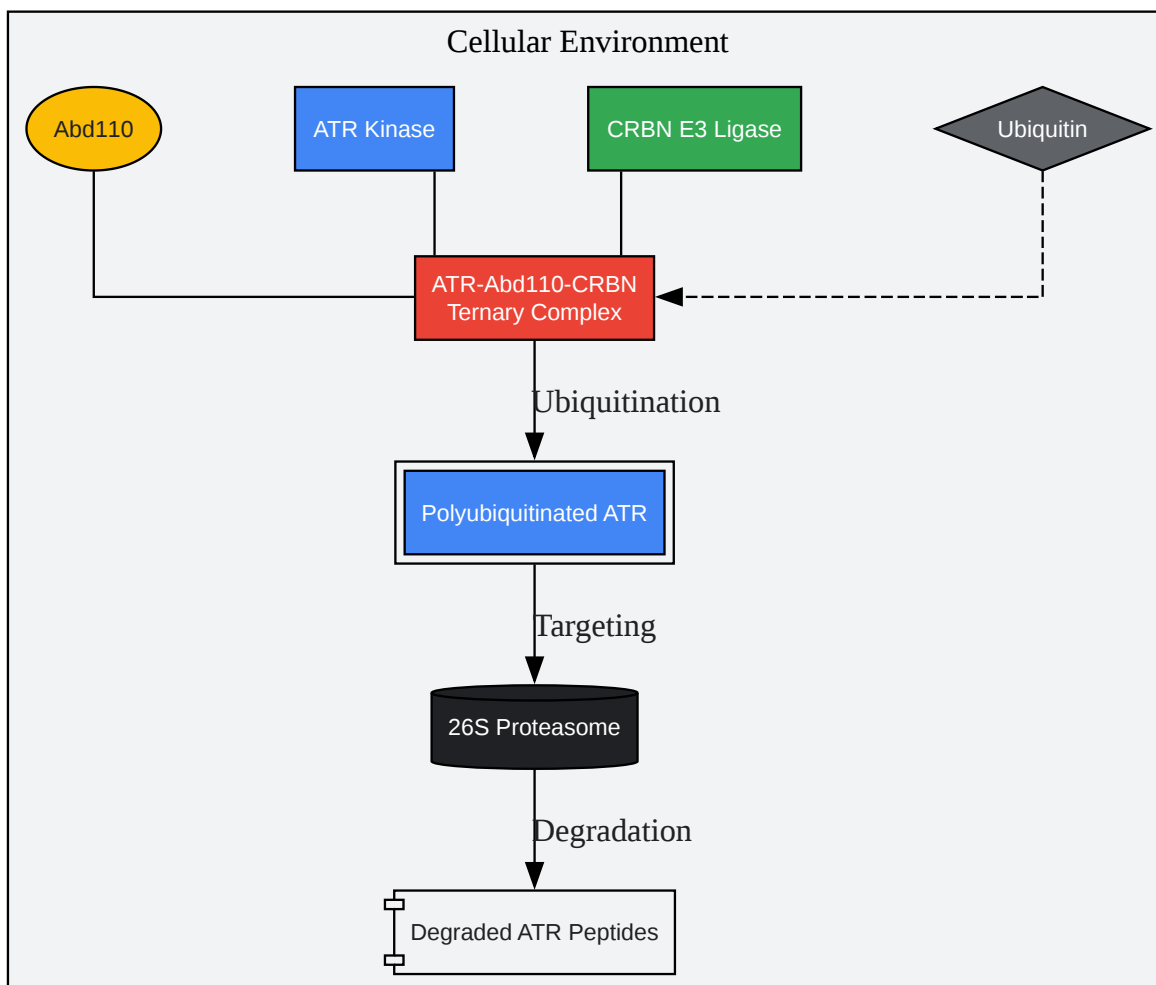 Cellular Environment
Abd110
ATR Kinase
CRBN E3 Ligase
Ubiquitin
ATR-Abd110-CRBN
Ternary Complex
Ubiquitination
Polyubiquitinated ATR
Targeting
26S Proteasome
Degradation
Degraded ATR Peptides